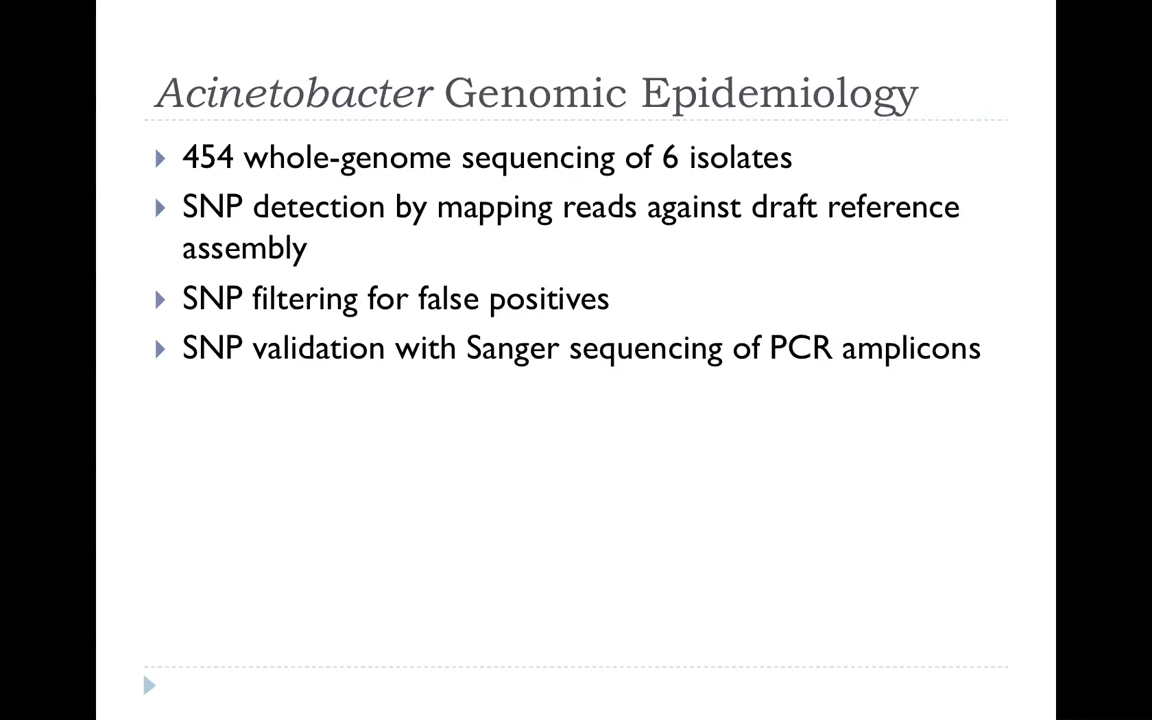 Acinetobacter Genomic Epidemiology
454 whole-genome sequencing of 6 isolates
SNP detection by mapping reads against draft reference
assembly
SNP filtering for false positives
SNP validation with Sanger sequencing of PCR amplicons